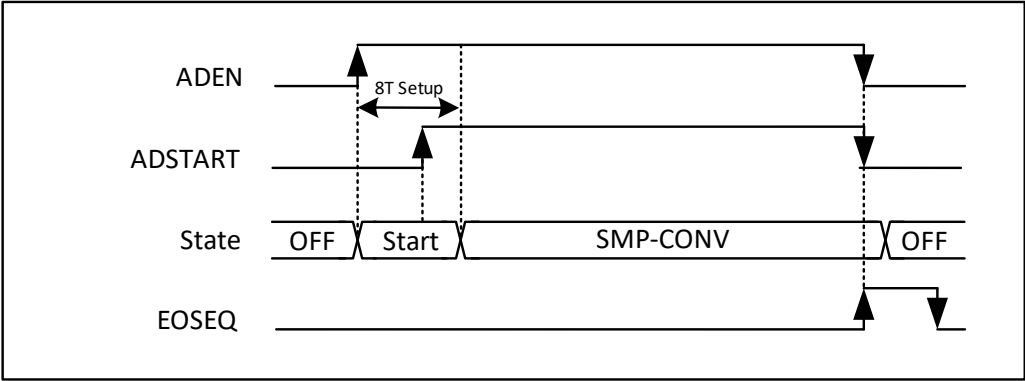 ADEN
8T Setup
ADSTART
State OFF Start SMP-CONV OFF
EOSEQ